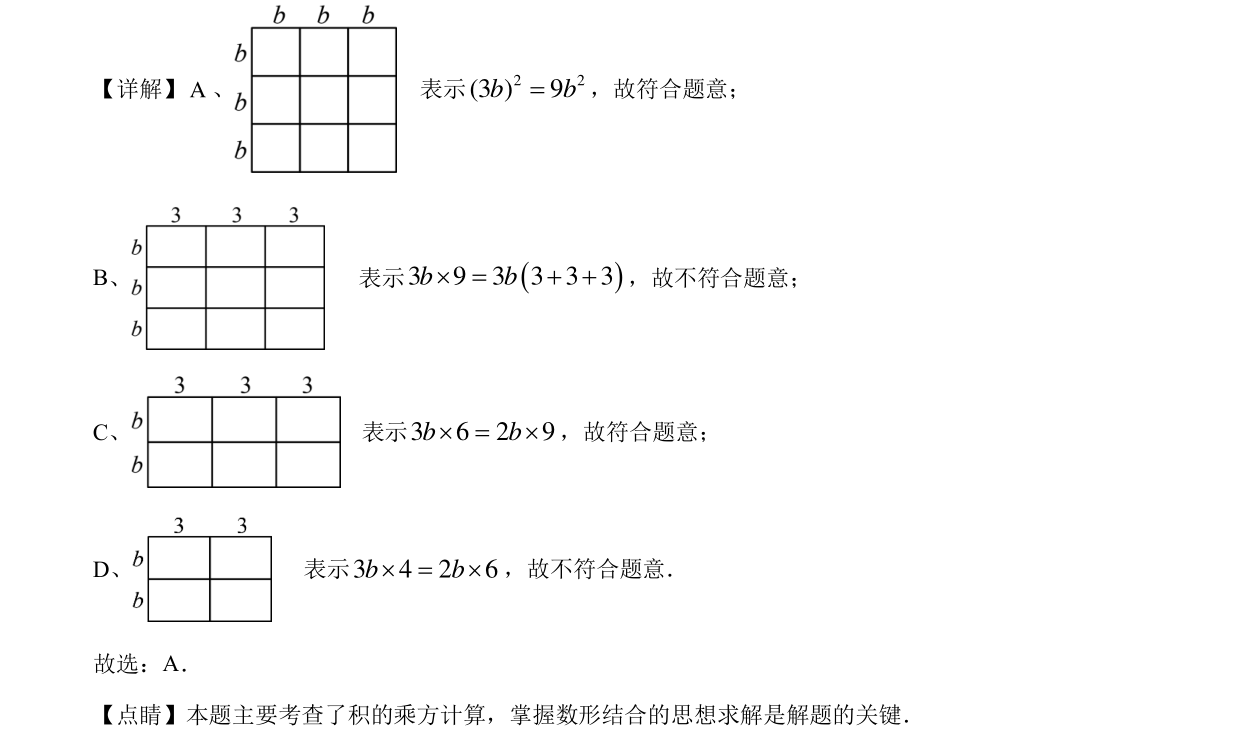 b b b
b
【详解】A、 b 表示(3b)² = 9b²，故符合题意；
b
3 3 3
b
B、 b 表示3b×9 = 3b(3+3+3)，故不符合题意；
b
3 3 3
b
C、 表示3b×6 = 2b×9，故符合题意；
b
3 3
b
D、 表示3b×4 = 2b×6，故不符合题意．
b
故选：A．
【点睛】本题主要考查了积的乘方计算，掌握数形结合的思想求解是解题的关键．